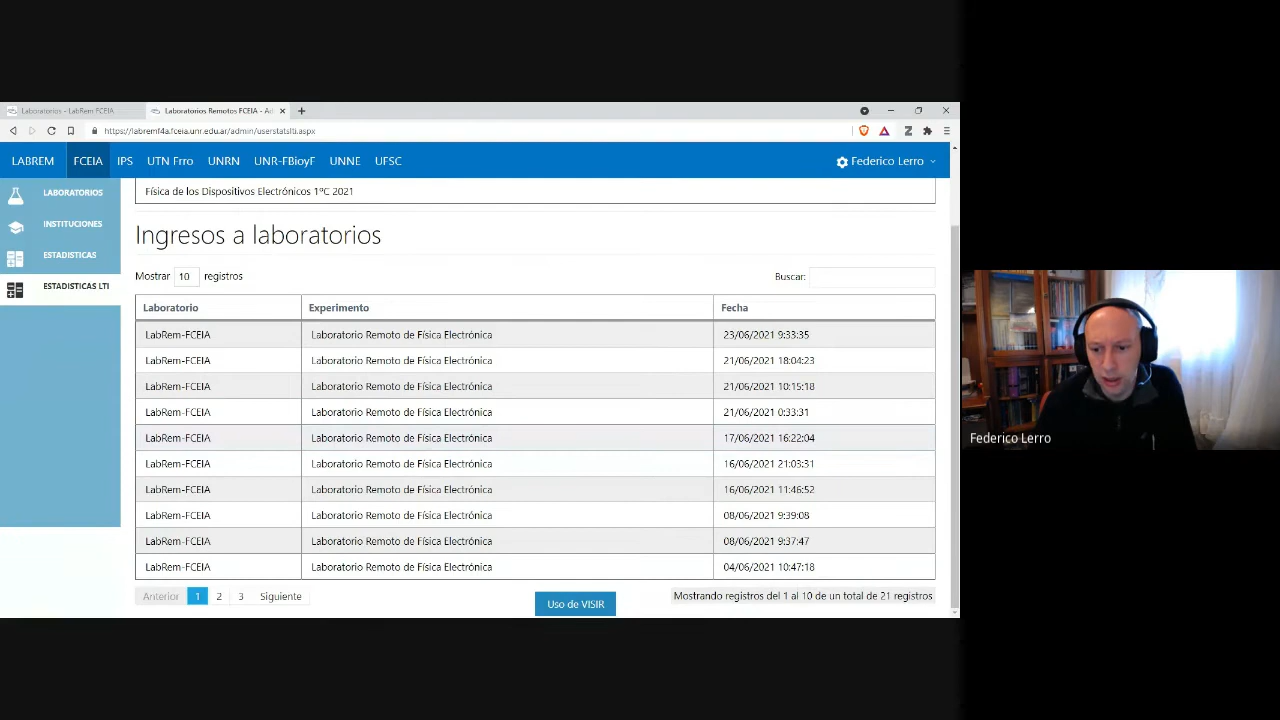 Laboratorios - LabRem FCEIA
Laboratorios Remotos FCEIA - Ad
https://labremf4a.fceia.unr.edu.ar/admin/userstatslti.aspx
LABREM FCEIA IPS UTN Frro UNRN UNR-FBioyF UNNE UFSC Federico Lerro
LABORATORIOS
INSTITUCIONES
ESTADISTICAS
ESTADISTICAS LTI
Física de los Dispositivos Electrónicos 1ºC 2021
Ingresos a laboratorios
Mostrar 10 registros Buscar:
Laboratorio Experimento Fecha
LabRem-FCEIA Laboratorio Remoto de Física Electrónica 23/06/2021 9:33:35
LabRem-FCEIA Laboratorio Remoto de Física Electrónica 21/06/2021 18:04:23
LabRem-FCEIA Laboratorio Remoto de Física Electrónica 21/06/2021 10:15:18
LabRem-FCEIA Laboratorio Remoto de Física Electrónica 21/06/2021 0:33:31
LabRem-FCEIA Laboratorio Remoto de Física Electrónica 17/06/2021 16:22:04
LabRem-FCEIA Laboratorio Remoto de Física Electrónica 16/06/2021 21:03:31
LabRem-FCEIA Laboratorio Remoto de Física Electrónica 16/06/2021 11:46:52
LabRem-FCEIA Laboratorio Remoto de Física Electrónica 08/06/2021 9:39:08
LabRem-FCEIA Laboratorio Remoto de Física Electrónica 08/06/2021 9:37:47
LabRem-FCEIA Laboratorio Remoto de Física Electrónica 04/06/2021 10:47:18
Anterior 1 2 3 Siguiente
Mostrando registros del 1 al 10 de un total de 21 registros
Uso de VISIR
Federico Lerro